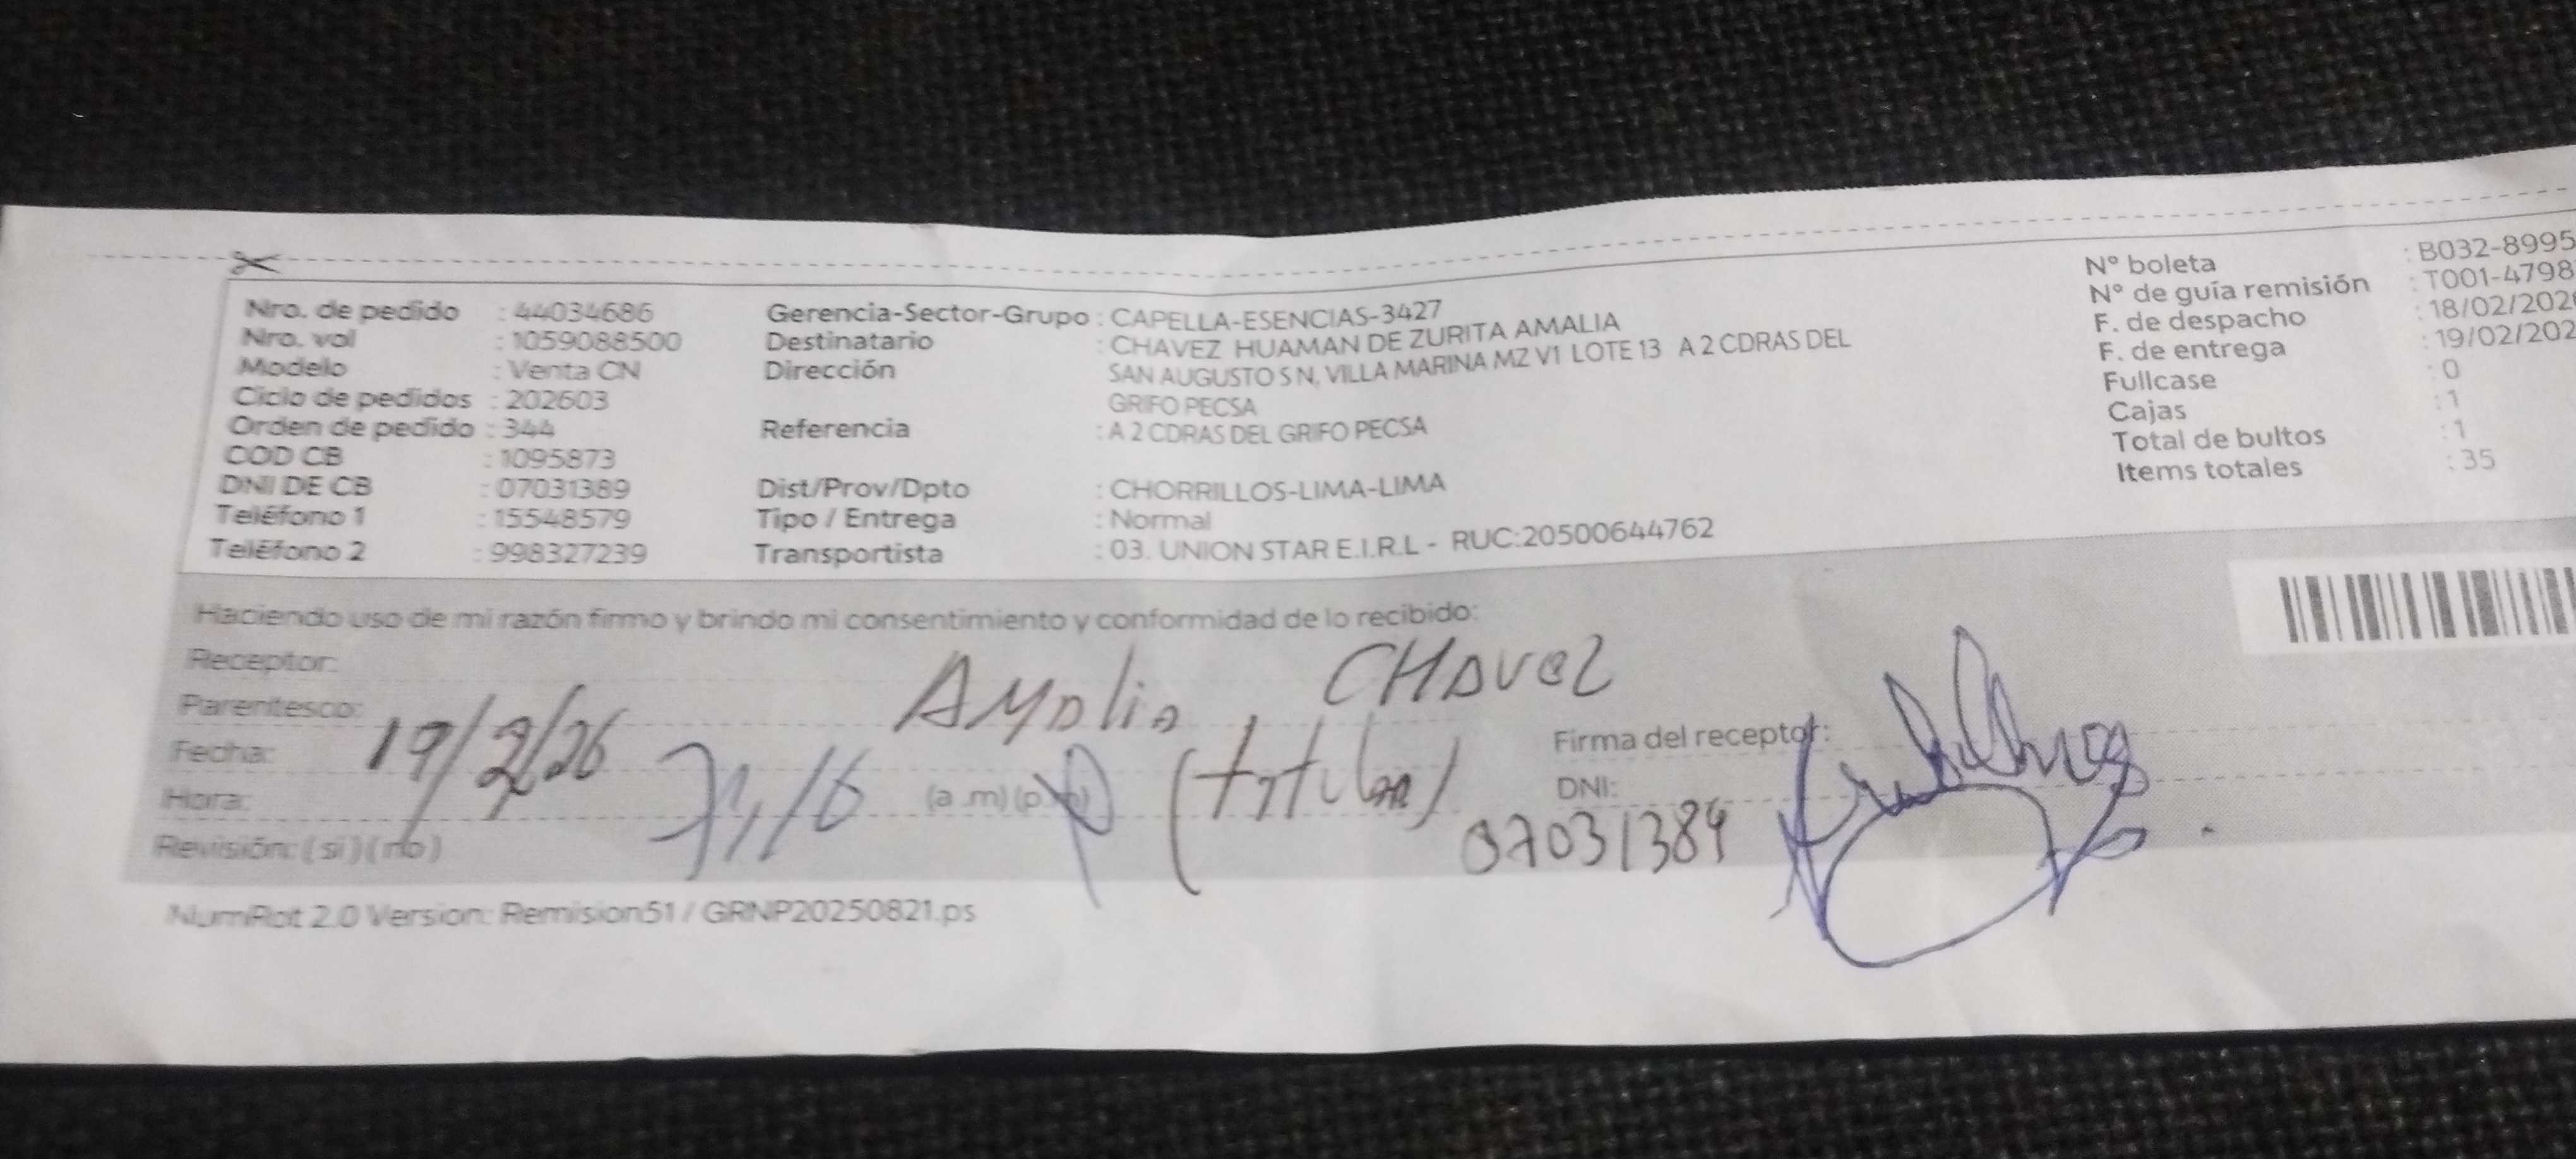 Nro. de pedido : 44034686
Nro. vol : 1059088500
Modelo : Venta CN
Ciclo de pedidos : 202603
Orden de pedido : 344
COD CB : 1095873
DNI DE CB : 07031389
Teléfono 1 : 15548579
Teléfono 2 : 998327239
Gerencia-Sector-Grupo : CAPELLA-ESENCIAS-3427
Destinatario : CHAVEZ HUAMAN DE ZURITA AMALIA
Dirección SAN AUGUSTO S N, VILLA MARINA MZ V1 LOTE 13 A 2 CDRAS DEL
GRIFO PECSA
Referencia : A 2 CDRAS DEL GRIFO PECSA
Dist/Prov/Dpto : CHORRILLOS-LIMA-LIMA
Tipo / Entrega : Normal
Transportista : 03. UNION STAR E.I.R.L - RUC:20500644762
N° boleta : B032-8995
N° de guía remisión : T001-4798
F. de despacho : 18/02/202
F. de entrega : 19/02/202
Fullcase : 0
Cajas : 1
Total de bultos : 1
Items totales : 35
Haciendo uso de mi razón firmo y brindo mi consentimiento y conformidad de lo recibido:
Receptor: Amalia CHAvez
Parentesco: (titular)
Fecha: 19/2/26
Hora: (a .m) (p.m)
Revisión: ( si ) ( no )
Firma del receptor:
DNI: 07031389
NumRot 2.0 Version: Remision51 / GRNP20250821.ps